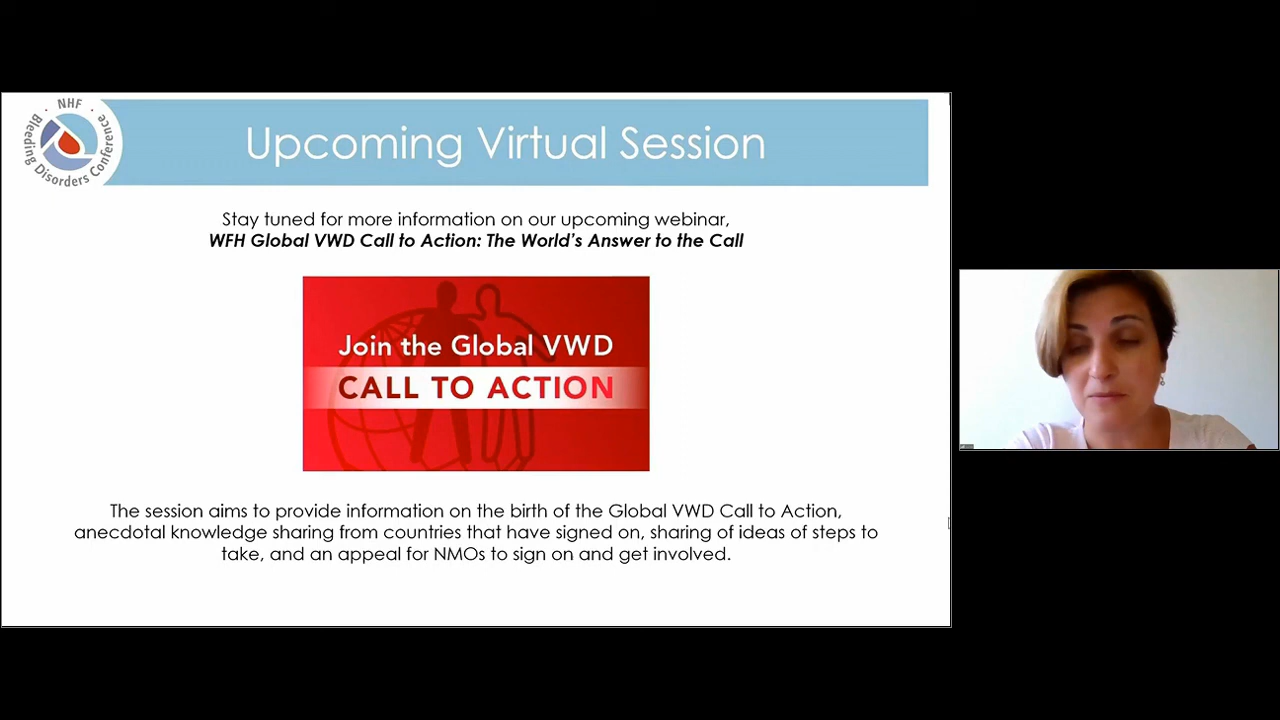 NHF
Bleeding Disorders Conference
Upcoming Virtual Session
Stay tuned for more information on our upcoming webinar,
WFH Global VWD Call to Action: The World's Answer to the Call
Join the Global VWD
CALL TO ACTION
The session aims to provide information on the birth of the Global VWD Call to Action,
anecdotal knowledge sharing from countries that have signed on, sharing of ideas of steps to
take, and an appeal for NMOs to sign on and get involved.